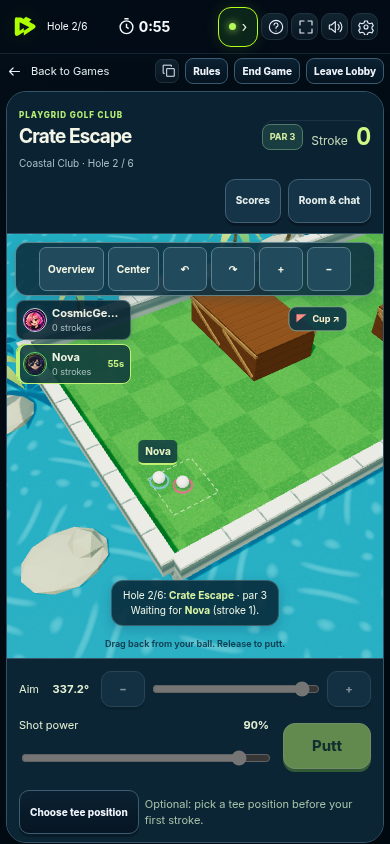 Hole 2/6
0:55
Back to Games
Rules
End Game
Leave Lobby
PLAYGRID GOLF CLUB
Crate Escape
PAR 3
Stroke 0
Coastal Club · Hole 2 / 6
Scores
Room & chat
Overview
Center
↶
↷
+
−
CosmicGe...
0 strokes
Nova
0 strokes
55s
Cup ↗
Nova
Hole 2/6: Crate Escape · par 3
Waiting for Nova (stroke 1).
Drag back from your ball. Release to putt.
Aim 337.2°
−
+
Shot power 90%
Putt
Choose tee position
Optional: pick a tee position before your
first stroke.